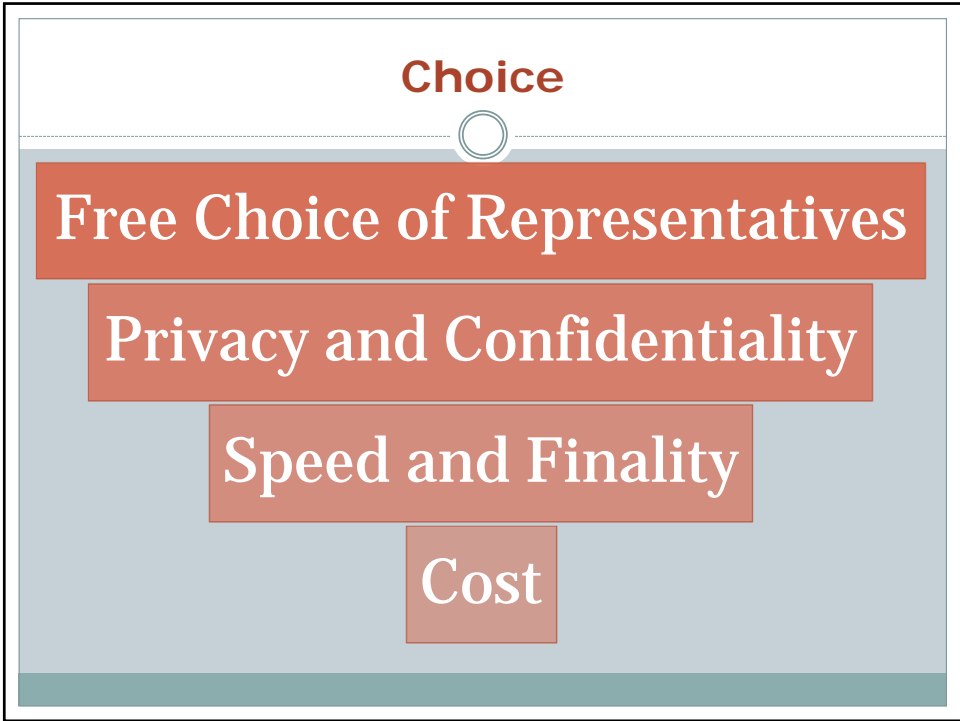 Choice
Free Choice of Representatives
Privacy and Confidentiality
Speed and Finality
Cost